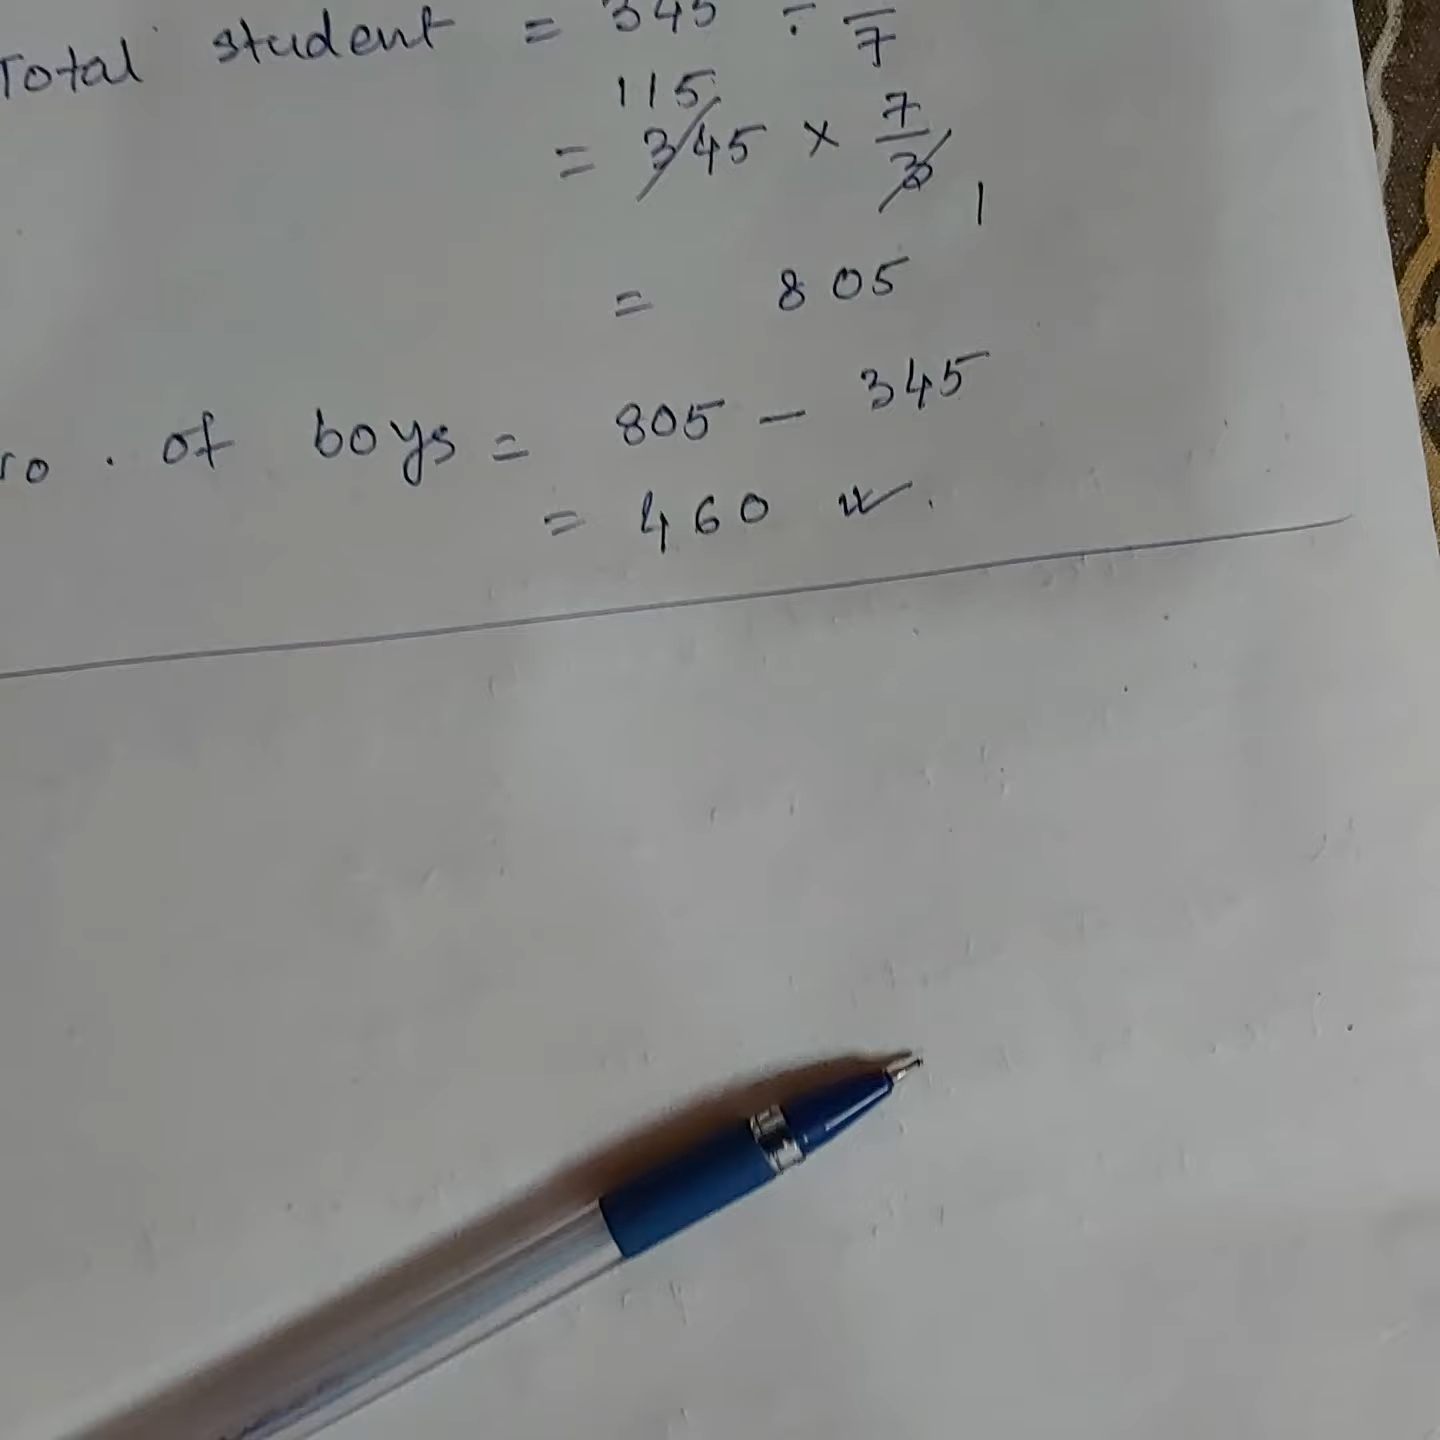 Total student = 345 ÷ /7
115
= 345 × 7/3
1
= 805
of boys = 805 - 345
= 460